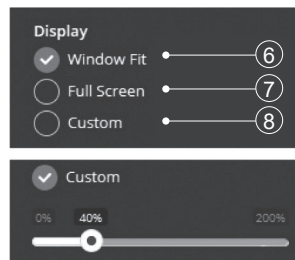 Display
Window Fit 6
Full Screen 7
Custom 8
Custom
0% 40% 200%